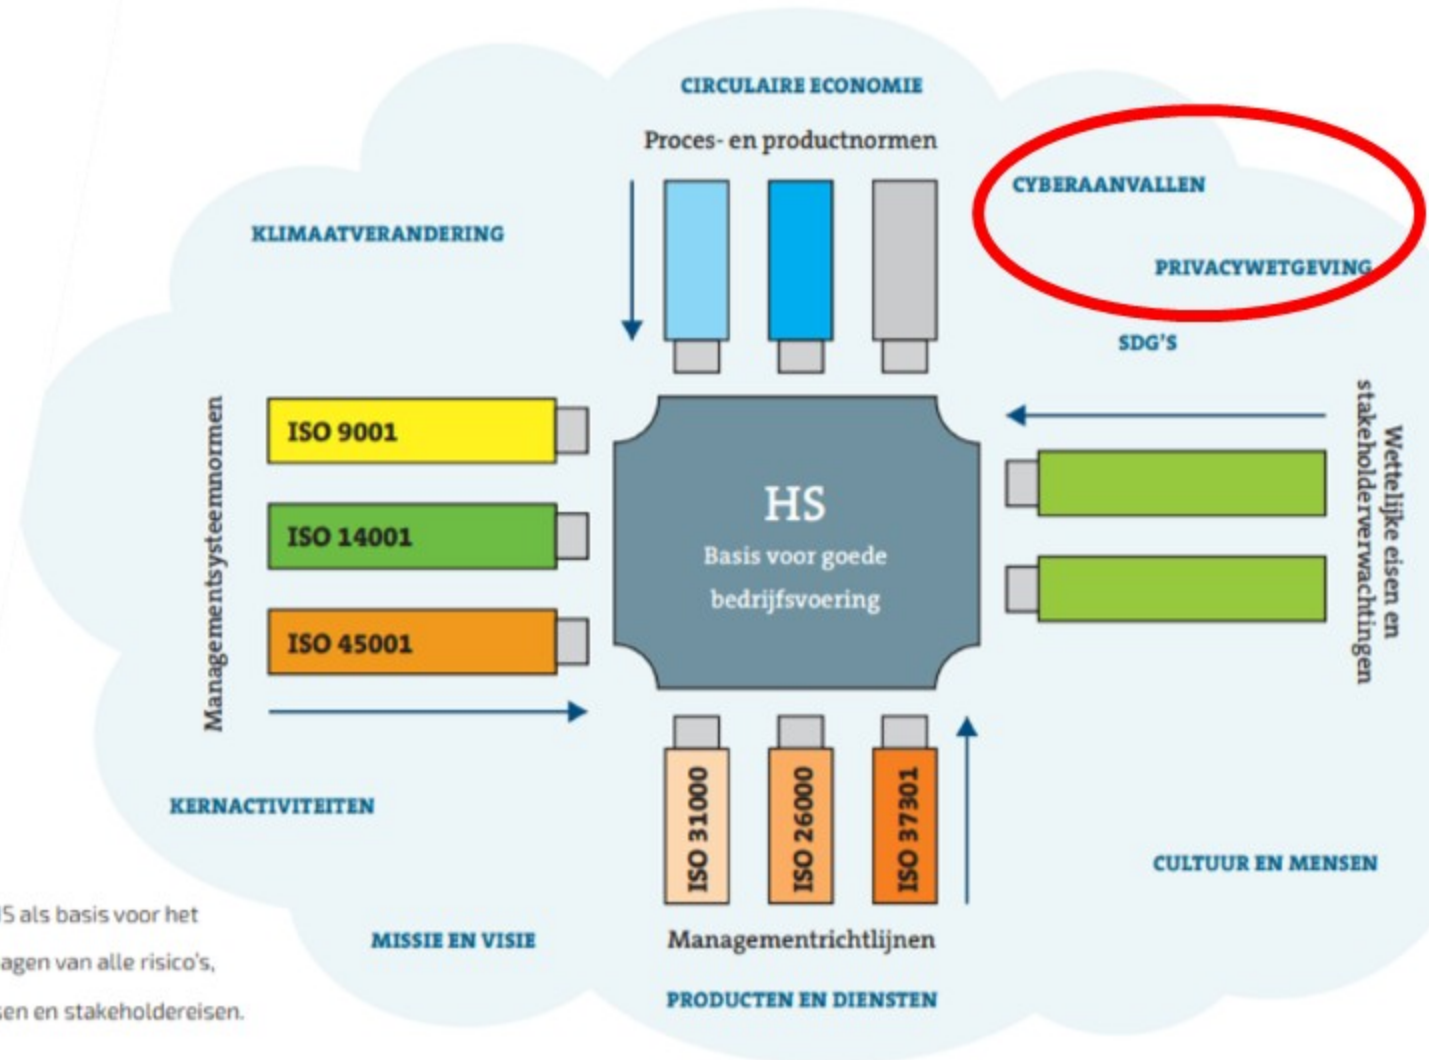 CIRCULAIRE ECONOMIE
Proces- en productnormen
CYBERAANVALLEN
KLIMAATVERANDERING
PRIVACYWETGEVING
SDG'S
Managementsysteemnormen
ISO 9001
ISO 14001
ISO 45001
HS
Basis voor goede
bedrijfsvoering
Wettelijke eisen en
stakeholderverwachtingen
ISO 31000
ISO 26000
ISO 37301
Managementrichtlijnen
KERNACTIVITEITEN
CULTUUR EN MENSEN
MISSIE EN VISIE
PRODUCTEN EN DIENSTEN
als basis voor het
van alle risico's,
en stakeholdereisen.